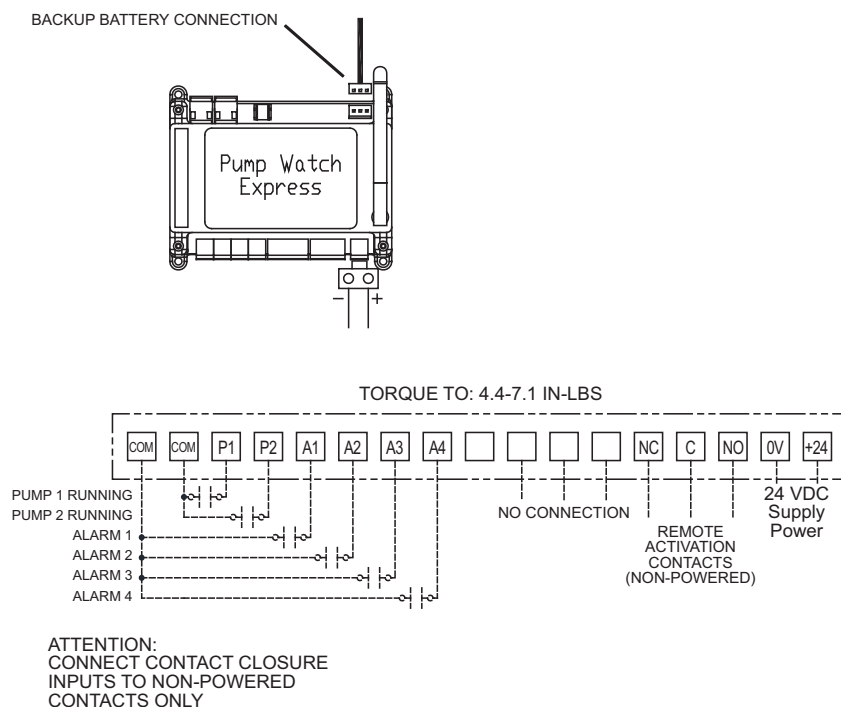 BACKUP BATTERY CONNECTION
Pump Watch
Express
− +
TORQUE TO: 4.4-7.1 IN-LBS
COM COM P1 P2 A1 A2 A3 A4 NC C NO 0V +24
PUMP 1 RUNNING
PUMP 2 RUNNING
ALARM 1
ALARM 2
ALARM 3
ALARM 4
NO CONNECTION
REMOTE
ACTIVATION
CONTACTS
(NON-POWERED)
24 VDC
Supply
Power
ATTENTION:
CONNECT CONTACT CLOSURE
INPUTS TO NON-POWERED
CONTACTS ONLY